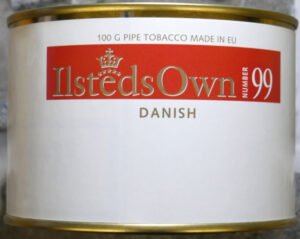 100 G PIPE TOBACCO MADE IN EU
IlstedsOwn NUMBER 99
DANISH